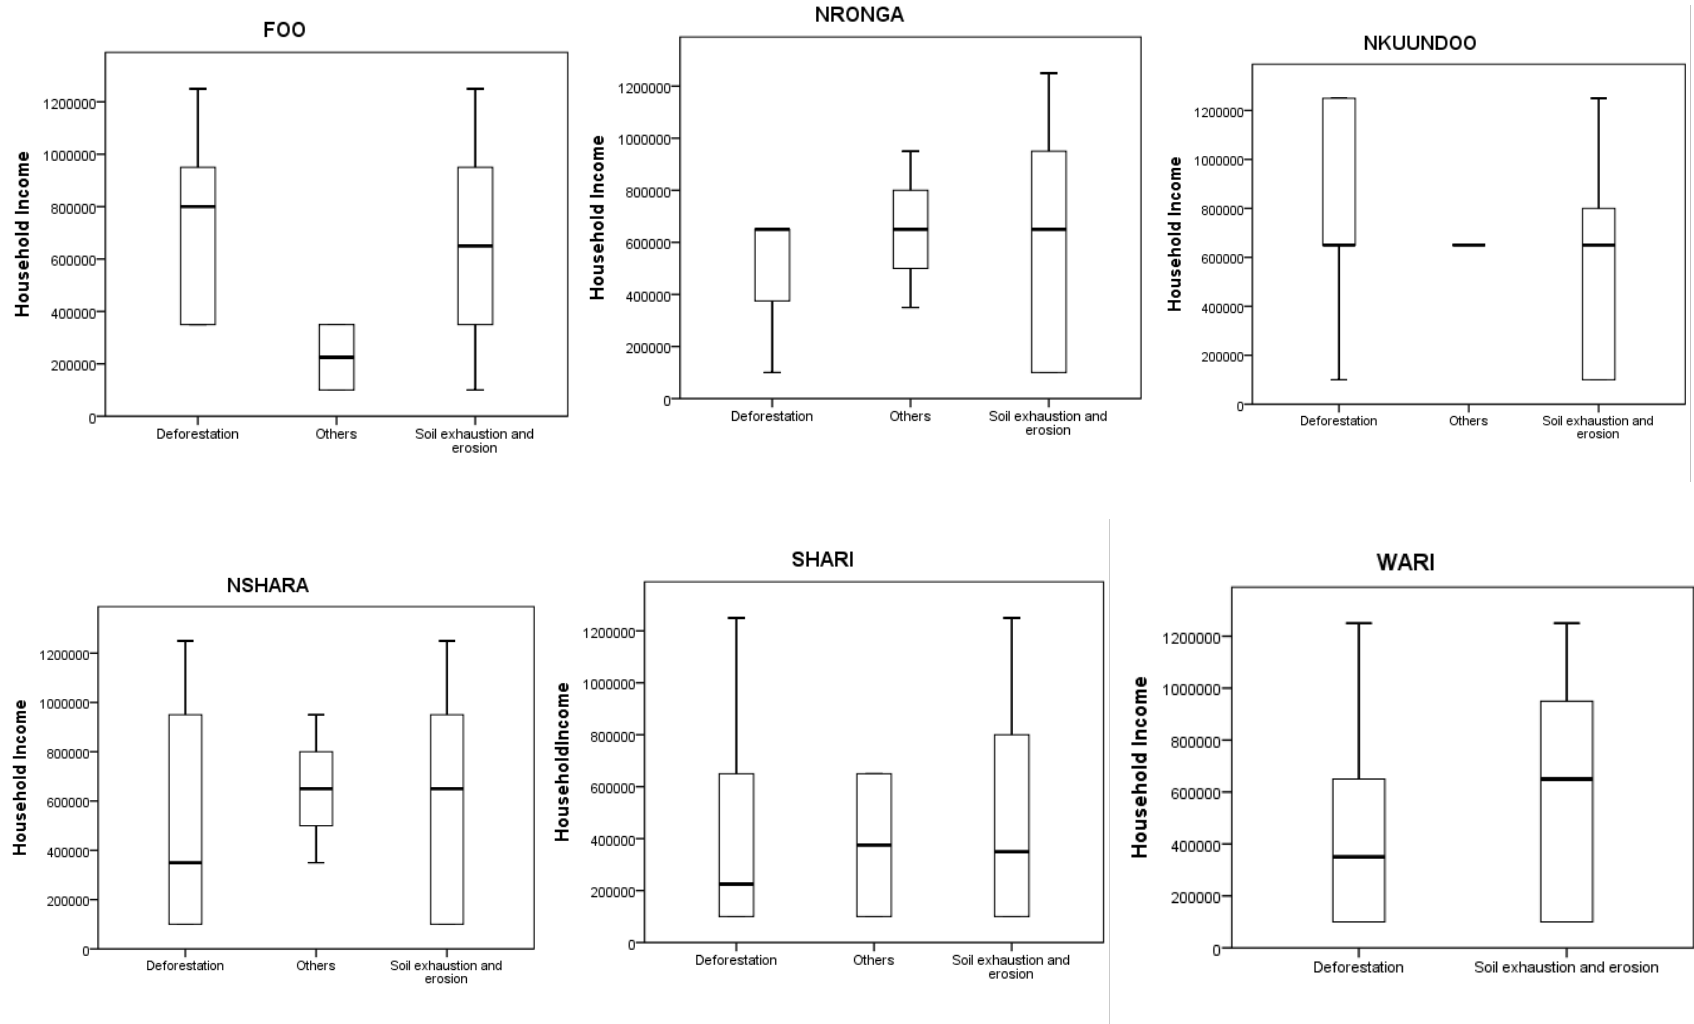 FOO
Household Income
1200000
1000000
800000
600000
400000
200000
0
Deforestation
Others
Soil exhaustion and
erosion
NRONGA
Household Income
1200000
1000000
800000
600000
400000
200000
0
Deforestation
Others
Soil exhaustion and
erosion
NKUUNDOO
Household Income
1200000
1000000
800000
600000
400000
200000
0
Deforestation
Others
Soil exhaustion and
erosion
NSHARA
Household Income
1200000
1000000
800000
600000
400000
200000
0
Deforestation
Others
Soil exhaustion and
erosion
SHARI
HouseholdIncome
1200000
1000000
800000
600000
400000
200000
0
Deforestation
Others
Soil exhaustion and
erosion
WARI
Household Income
1200000
1000000
800000
600000
400000
200000
0
Deforestation
Soil exhaustion and erosion